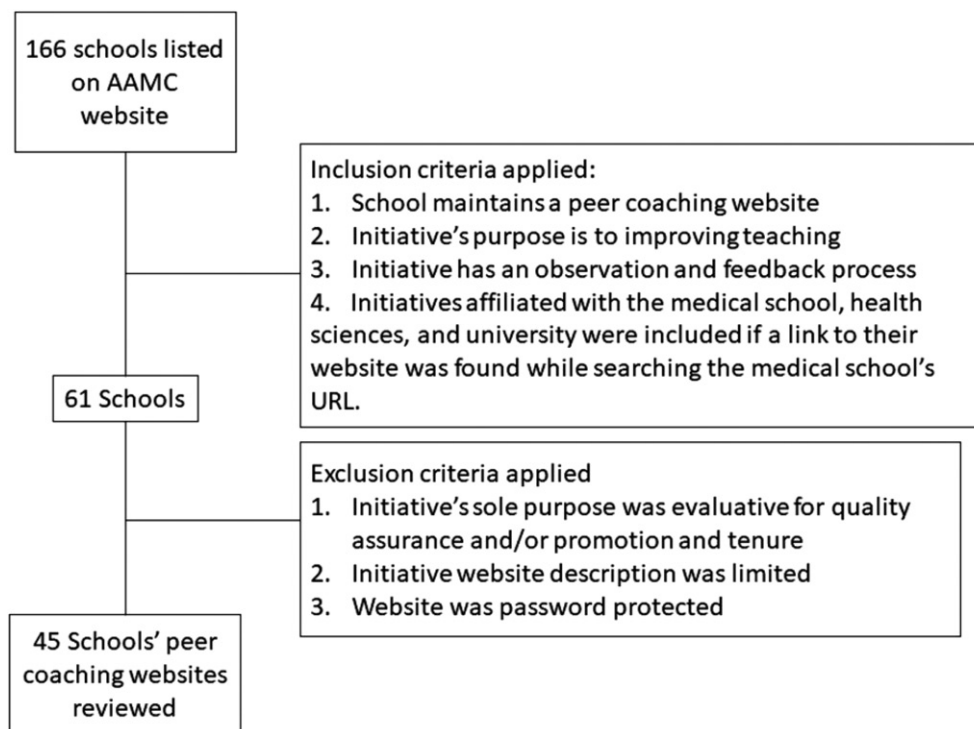 166 schools listed
on AAMC
website
Inclusion criteria applied:
1. School maintains a peer coaching website
2. Initiative's purpose is to improving teaching
3. Initiative has an observation and feedback process
4. Initiatives affiliated with the medical school, health
sciences, and university were included if a link to their
website was found while searching the medical school's
URL.
61 Schools
Exclusion criteria applied
1. Initiative's sole purpose was evaluative for quality
assurance and/or promotion and tenure
2. Initiative website description was limited
3. Website was password protected
45 Schools' peer
coaching websites
reviewed